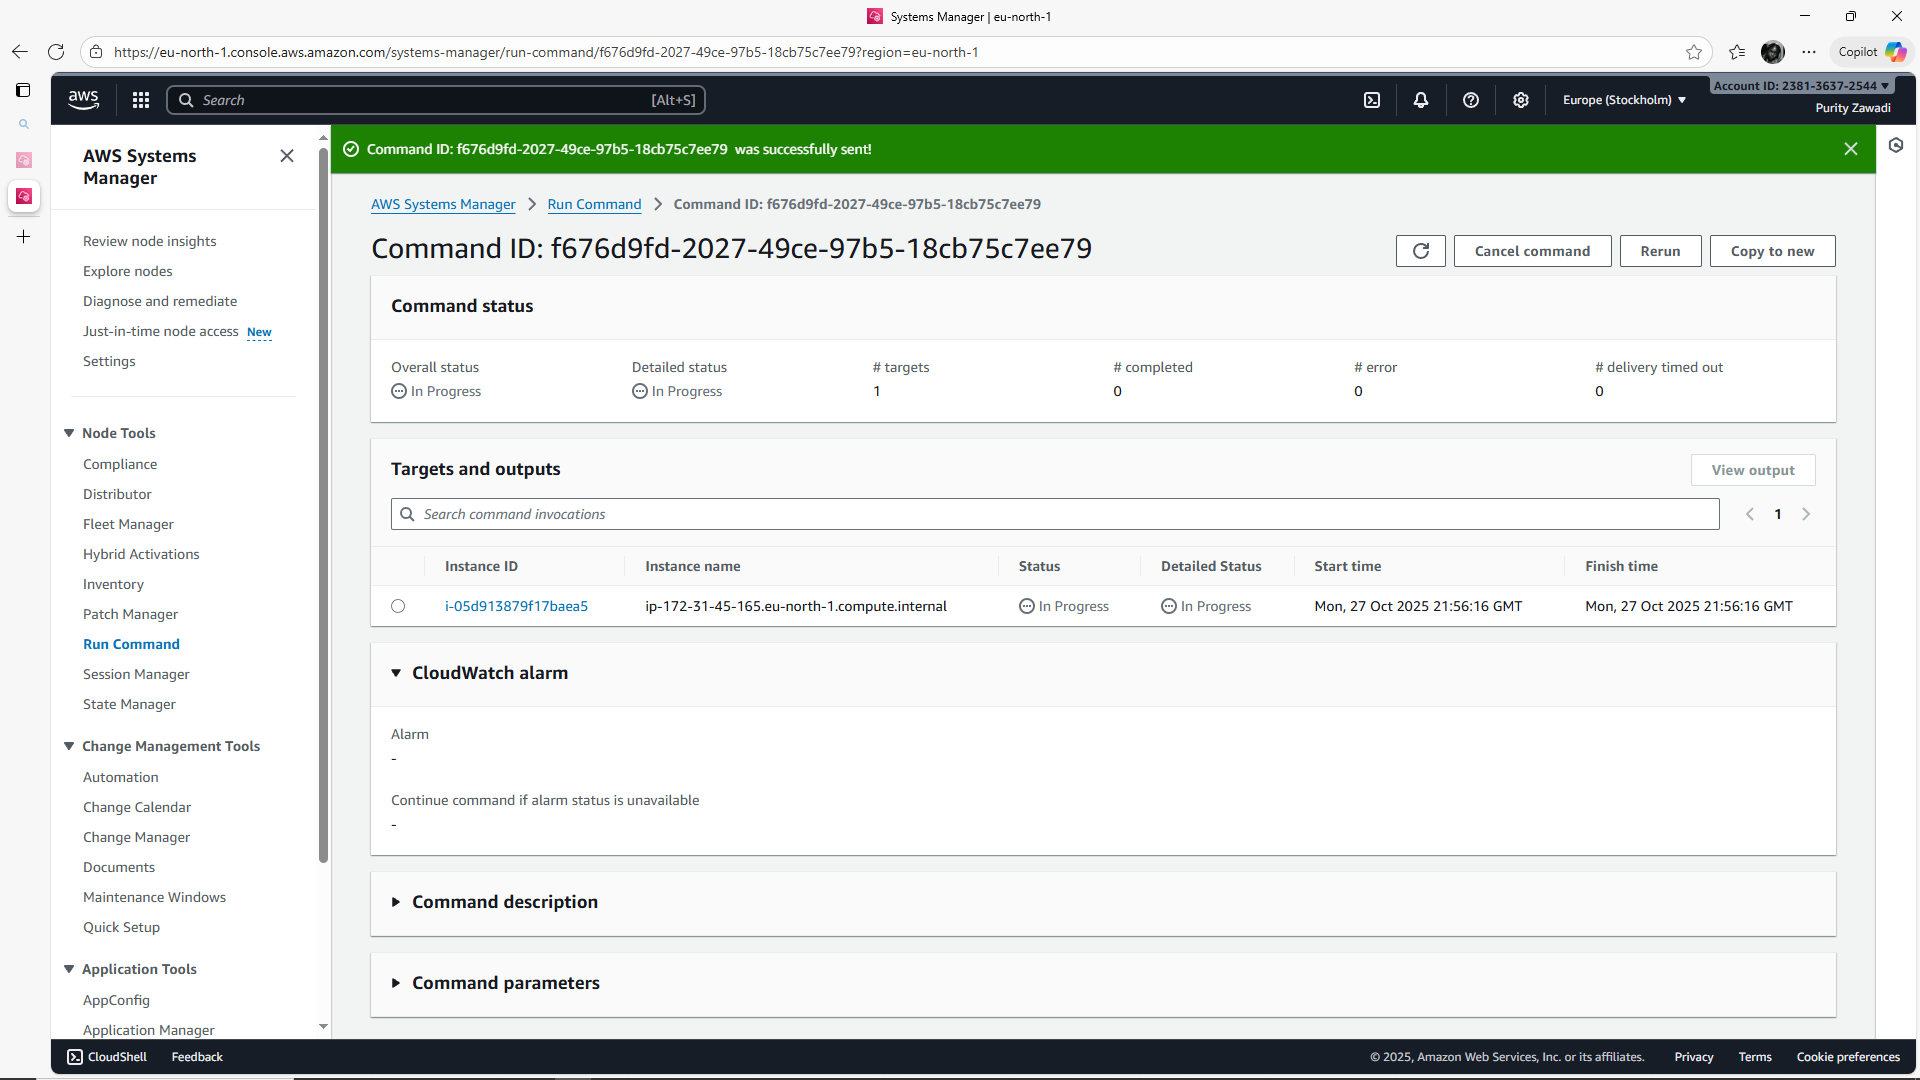 Systems Manager | eu-north-1
https://eu-north-1.console.aws.amazon.com/systems-manager/run-command/f676d9fd-2027-49ce-97b5-18cb75c7ee79?region=eu-north-1
Copilot
aws
Search
[Alt+S]
Europe (Stockholm)
Account ID: 2381-3637-2544
Purity Zawadi
AWS Systems
Manager
Review node insights
Explore nodes
Diagnose and remediate
Just-in-time node access New
Settings
Node Tools
Compliance
Distributor
Fleet Manager
Hybrid Activations
Inventory
Patch Manager
Run Command
Session Manager
State Manager
Change Management Tools
Automation
Change Calendar
Change Manager
Documents
Maintenance Windows
Quick Setup
Application Tools
AppConfig
Application Manager
Command ID: f676d9fd-2027-49ce-97b5-18cb75c7ee79 was successfully sent!
AWS Systems Manager > Run Command > Command ID: f676d9fd-2027-49ce-97b5-18cb75c7ee79
Command ID: f676d9fd-2027-49ce-97b5-18cb75c7ee79
Cancel command Rerun Copy to new
Command status
Overall status Detailed status # targets # completed # error # delivery timed out
In Progress In Progress 1 0 0 0
Targets and outputs
View output
Search command invocations
1
Instance ID Instance name Status Detailed Status Start time Finish time
i-05d913879f17baea5 ip-172-31-45-165.eu-north-1.compute.internal In Progress In Progress Mon, 27 Oct 2025 21:56:16 GMT Mon, 27 Oct 2025 21:56:16 GMT
CloudWatch alarm
Alarm
-
Continue command if alarm status is unavailable
-
Command description
Command parameters
CloudShell Feedback
© 2025, Amazon Web Services, Inc. or its affiliates. Privacy Terms Cookie preferences